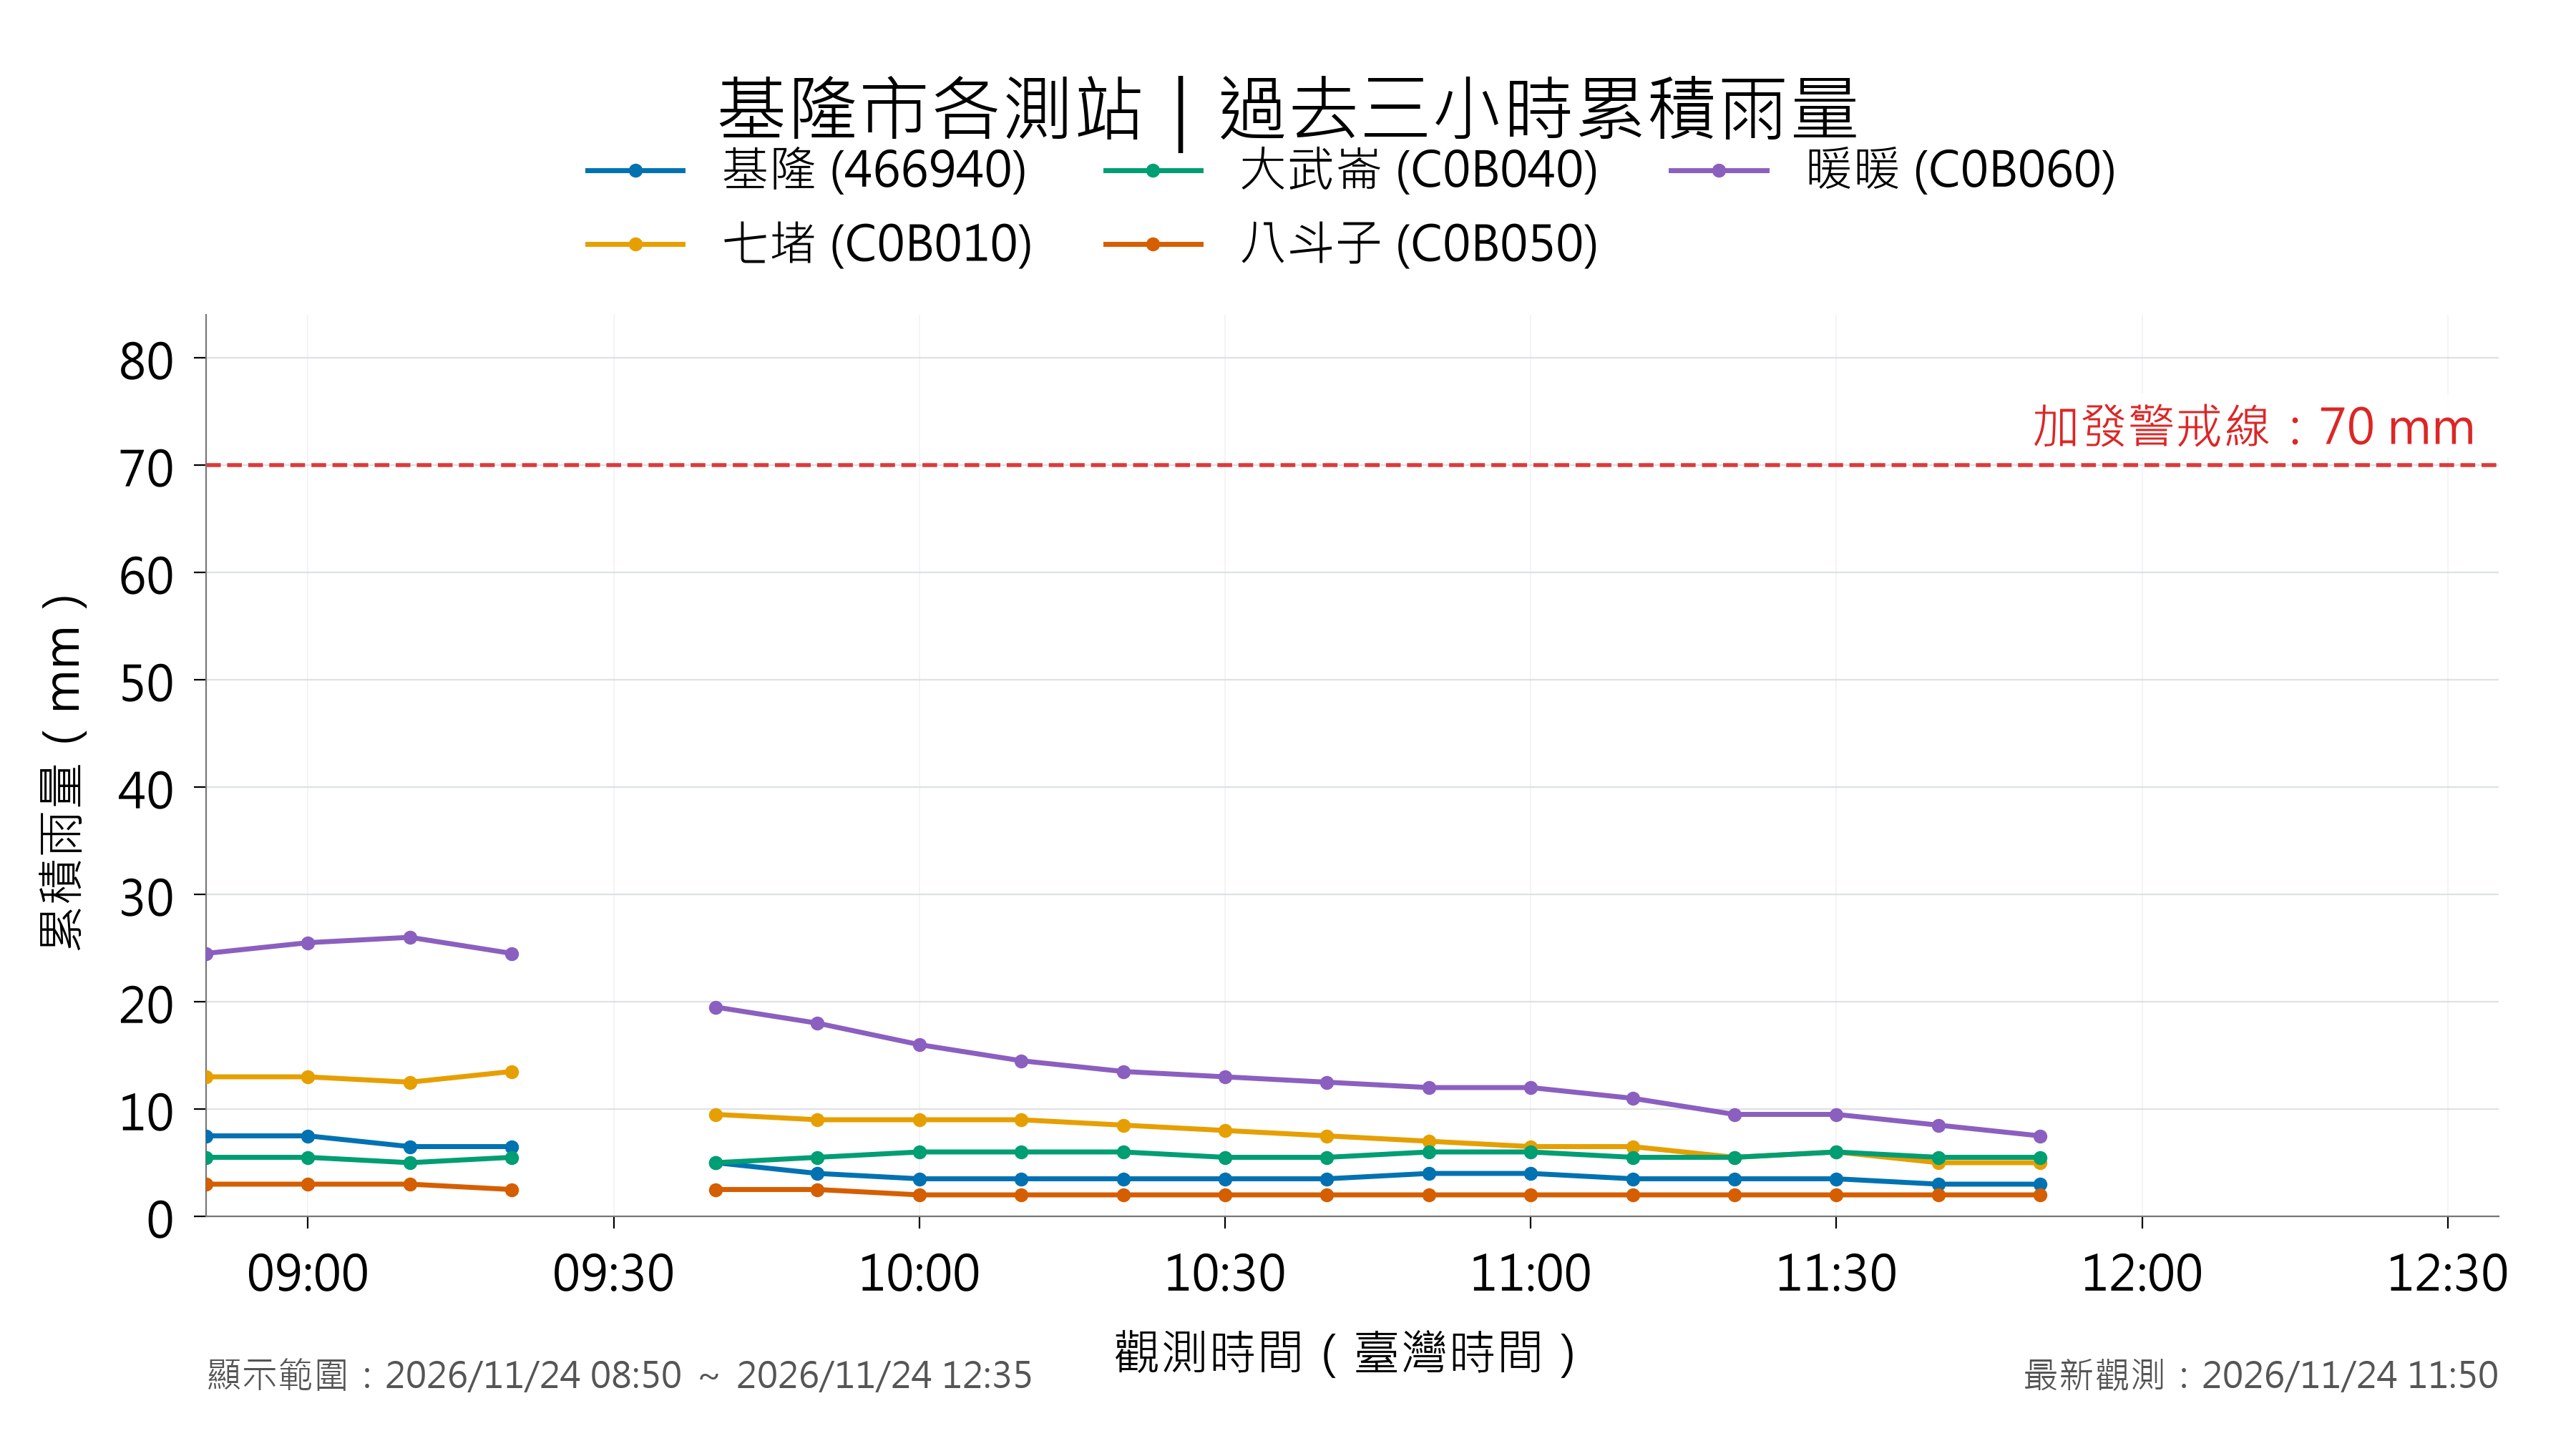 基隆市各測站｜過去三小時累積雨量
基隆 (466940)
大武崙 (C0B040)
暖暖 (C0B060)
七堵 (C0B010)
八斗子 (C0B050)
80
加發警戒線：70 mm
70
60
50
40
30
20
10
0
累積雨量（mm）
09:00 09:30 10:00 10:30 11:00 11:30 12:00 12:30
觀測時間（臺灣時間）
顯示範圍：2026/11/24 08:50 ~ 2026/11/24 12:35
最新觀測：2026/11/24 11:50